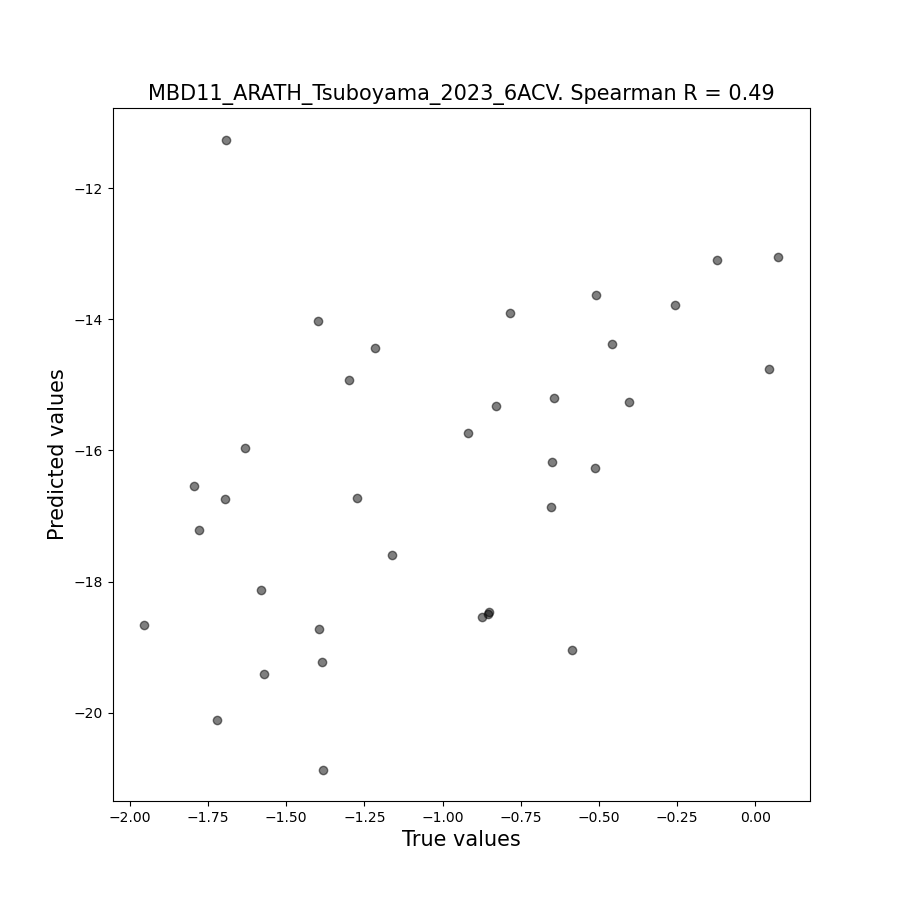 MBD11_ARATH_Tsuboyama_2023_6ACV. Spearman R = 0.49
−12
−14
−16
−18
−20
Predicted values
−2.00 −1.75 −1.50 −1.25 −1.00 −0.75 −0.50 −0.25 0.00
True values